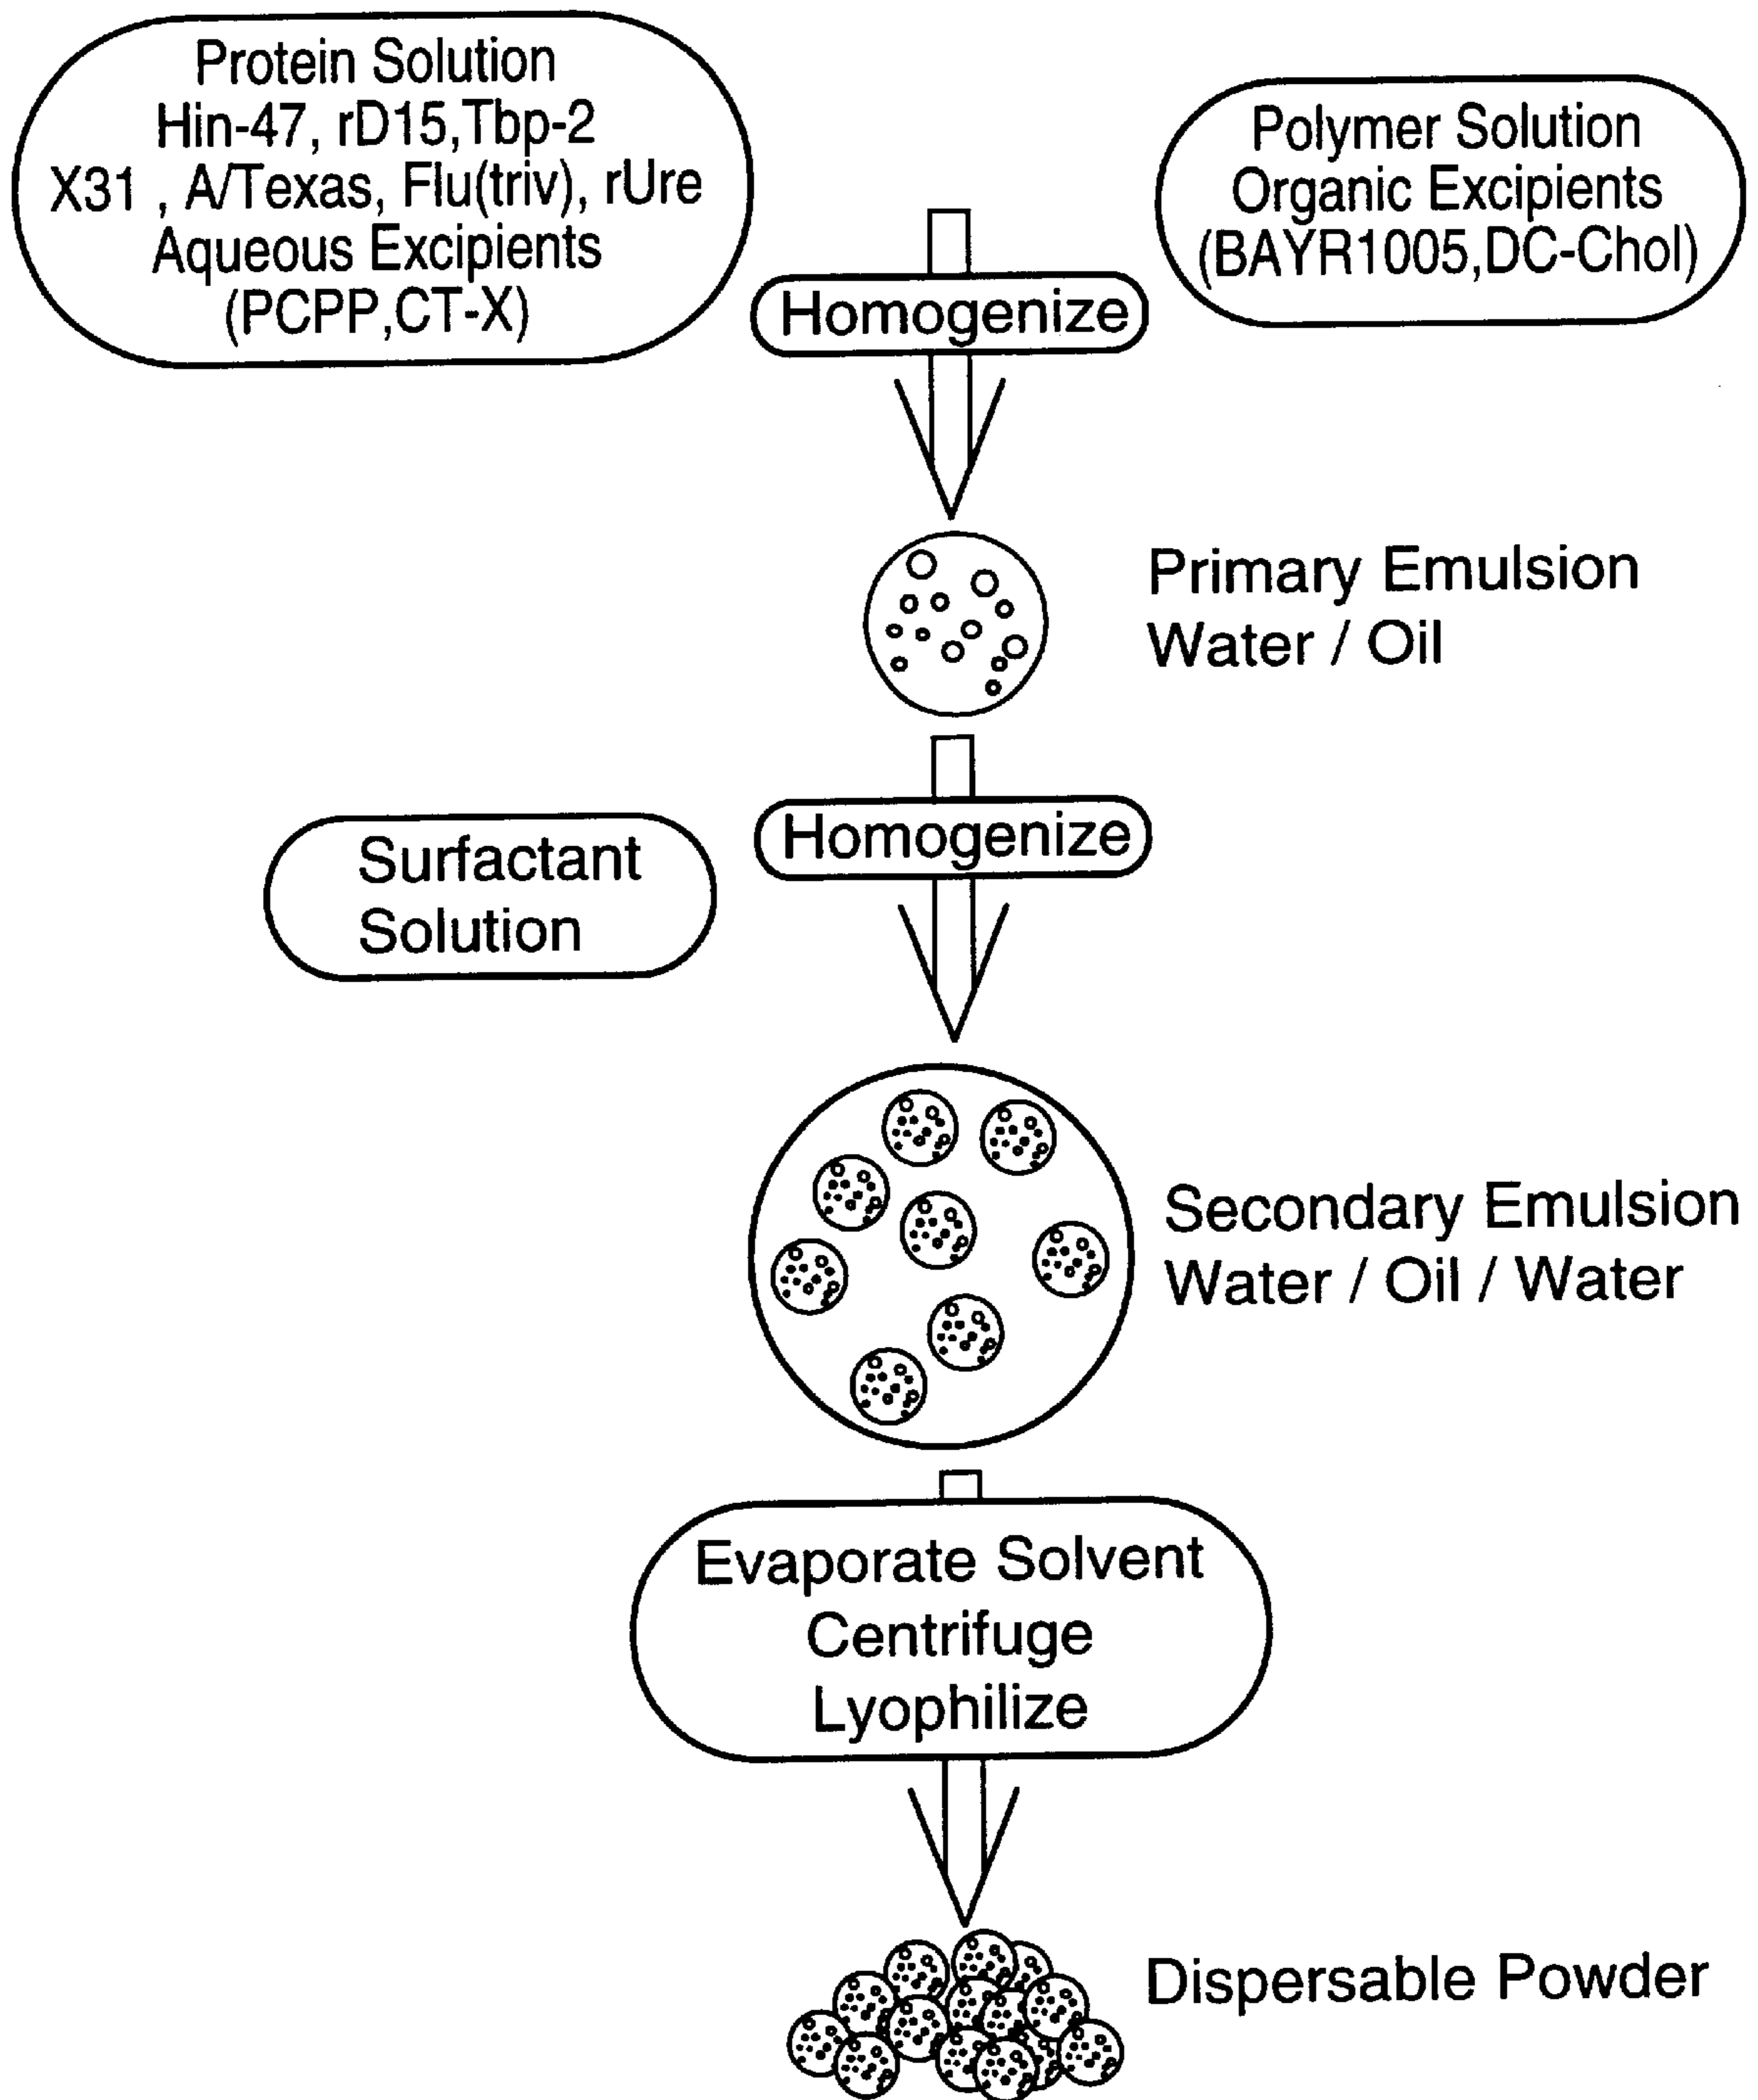 Protein Solution
Hin-47, rD15,Tbp-2
X31 , A/Texas, Flu(triv), rUre
Aqueous Excipients
(PCPP,CT-X)
Polymer Solution
Organic Excipients
(BAYR1005,DC-Chol)
Homogenize
Primary Emulsion
Water / Oil
Homogenize
Surfactant
Solution
Secondary Emulsion
Water / Oil / Water
Evaporate Solvent
Centrifuge
Lyophilize
Dispersable Powder